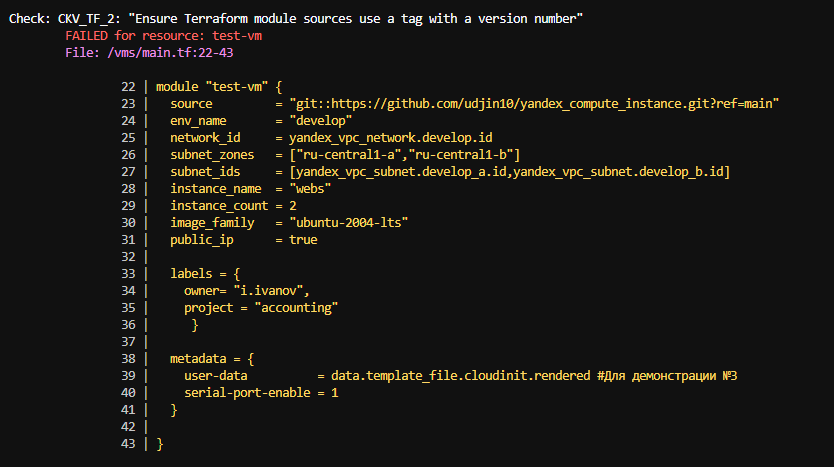 Check: CKV_TF_2: "Ensure Terraform module sources use a tag with a version number"
FAILED for resource: test-vm
File: /vms/main.tf:22-43
22 | module "test-vm" {
23 |   source         = "git::https://github.com/udjin10/yandex_compute_instance.git?ref=main"
24 |   env_name       = "develop"
25 |   network_id     = yandex_vpc_network.develop.id
26 |   subnet_zones   = ["ru-central1-a","ru-central1-b"]
27 |   subnet_ids     = [yandex_vpc_subnet.develop_a.id,yandex_vpc_subnet.develop_b.id]
28 |   instance_name  = "webs"
29 |   instance_count = 2
30 |   image_family   = "ubuntu-2004-lts"
31 |   public_ip      = true
32 |
33 |   labels = {
34 |     owner= "i.ivanov",
35 |     project = "accounting"
36 |      }
37 |
38 |   metadata = {
39 |     user-data          = data.template_file.cloudinit.rendered #Для демонстрации №3
40 |     serial-port-enable = 1
41 |   }
42 |
43 | }